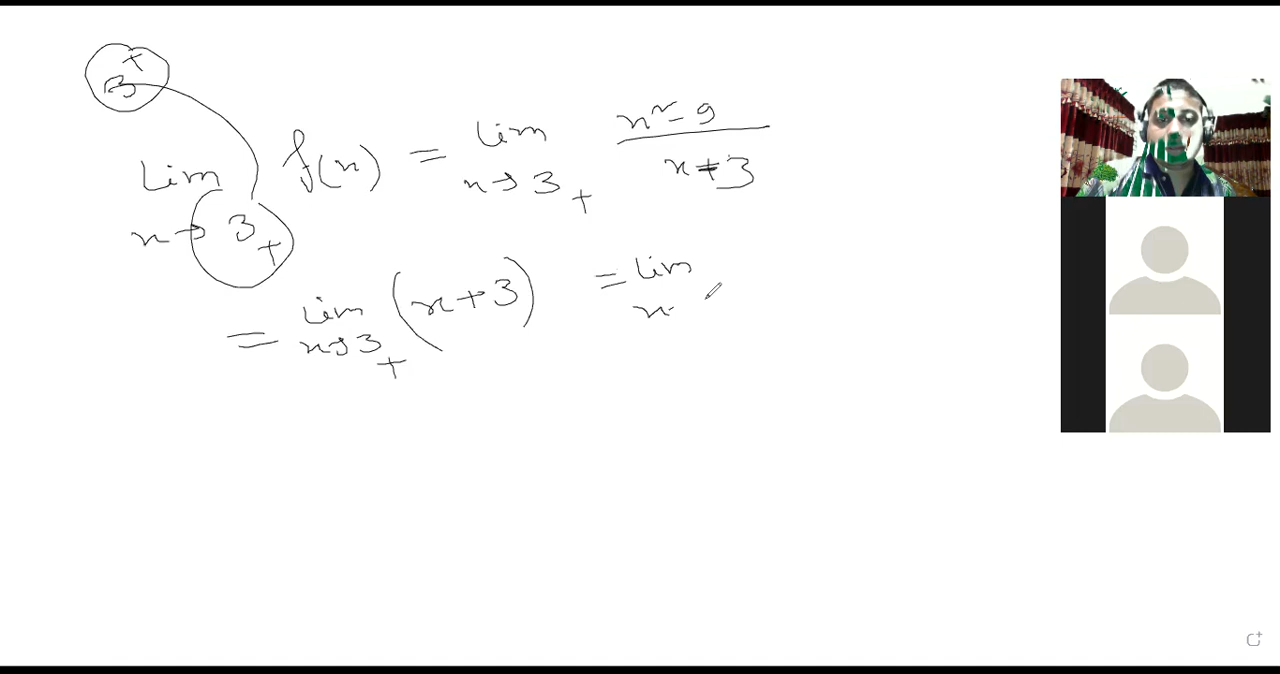 3⁺
lim x→3₊ f(x) = lim x→3₊ (x² - 9)/(x - 3)
= lim x→3₊ (x+3) = lim x